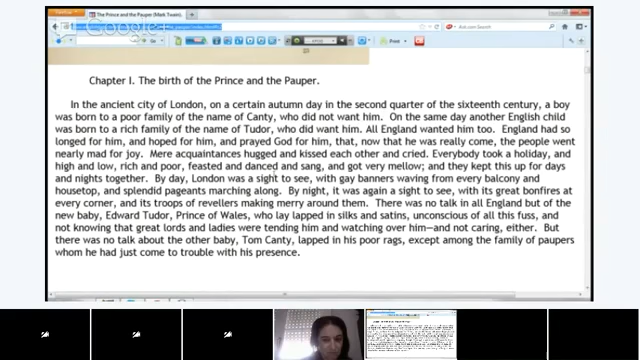 The Prince and the Pauper (Mark Twain)
Google+
Ask.com Search
Print
Chapter I. The birth of the Prince and the Pauper.
In the ancient city of London, on a certain autumn day in the second quarter of the sixteenth century, a boy
was born to a poor family of the name of Canty, who did not want him. On the same day another English child
was born to a rich family of the name of Tudor, who did want him. All England wanted him too. England had so
longed for him, and hoped for him, and prayed God for him, that, now that he was really come, the people went
nearly mad for joy. Mere acquaintances hugged and kissed each other and cried. Everybody took a holiday, and
high and low, rich and poor, feasted and danced and sang, and got very mellow; and they kept this up for days
and nights together. By day, London was a sight to see, with gay banners waving from every balcony and
housetop, and splendid pageants marching along. By night, it was again a sight to see, with its great bonfires at
every corner, and its troops of revellers making merry around them. There was no talk in all England but of the
new baby, Edward Tudor, Prince of Wales, who lay lapped in silks and satins, unconscious of all this fuss, and
not knowing that great lords and ladies were tending him and watching over him—and not caring, either. But
there was no talk about the other baby, Tom Canty, lapped in his poor rags, except among the family of paupers
whom he had just come to trouble with his presence.